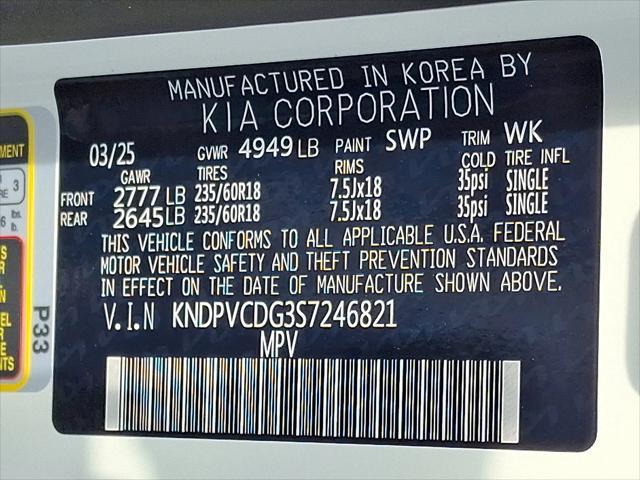 MANUFACTURED IN KOREA BY
KIA CORPORATION
03/25 GVWR 4949 LB PAINT SWP TRIM WK
GAWR TIRES RIMS COLD TIRE INFL
FRONT 2777 LB 235/60R18 7.5Jx18 35psi SINGLE
REAR 2645 LB 235/60R18 7.5Jx18 35psi SINGLE
THIS VEHICLE CONFORMS TO ALL APPLICABLE U.S.A. FEDERAL
MOTOR VEHICLE SAFETY AND THEFT PREVENTION STANDARDS
IN EFFECT ON THE DATE OF MANUFACTURE SHOWN ABOVE.
V.I.N KNDPVCDG3S7246821
MPV
P33
3
lbs.
lb.